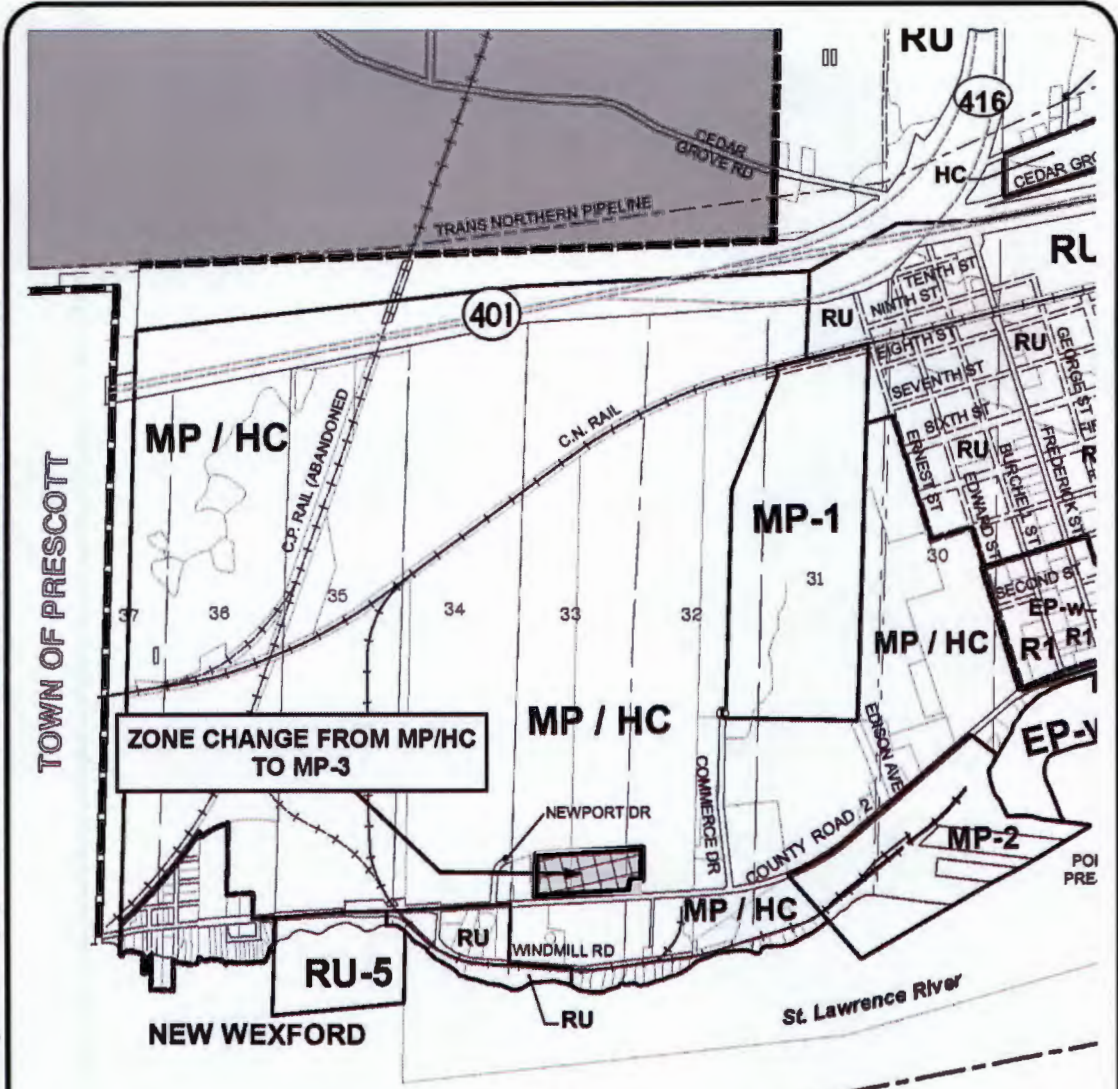 RU
II
416
CEDAR
GROVE RD
HC
CEDAR GRO
TRANS NORTHERN PIPELINE
RU
TENTH ST
NINTH ST
401
RU
EIGHTH ST
RU
GEORGE ST
SEVENTH ST
C.N. RAIL
MP / HC
C.P. RAIL (ABANDONED
SIXTH ST
ERNEST ST
RU
BURCHELL ST
FREDERICK ST
R
EDWARD ST
MP-1
TOWN OF PRESCOTT
30
31
SECOND ST
37
36
35
34
33
32
EP-w
MP / HC
R1
R1
I
MP / HC
ZONE CHANGE FROM MP/HC
TO MP-3
EDISON AVE
EP-w
COMMERCE DR
NEWPORT DR
COUNTY ROAD 2
MP-2
POI
PRE
MP / HC
RU
WINDMILL RD
RU-5
St. Lawrence River
RU
NEW WEXFORD